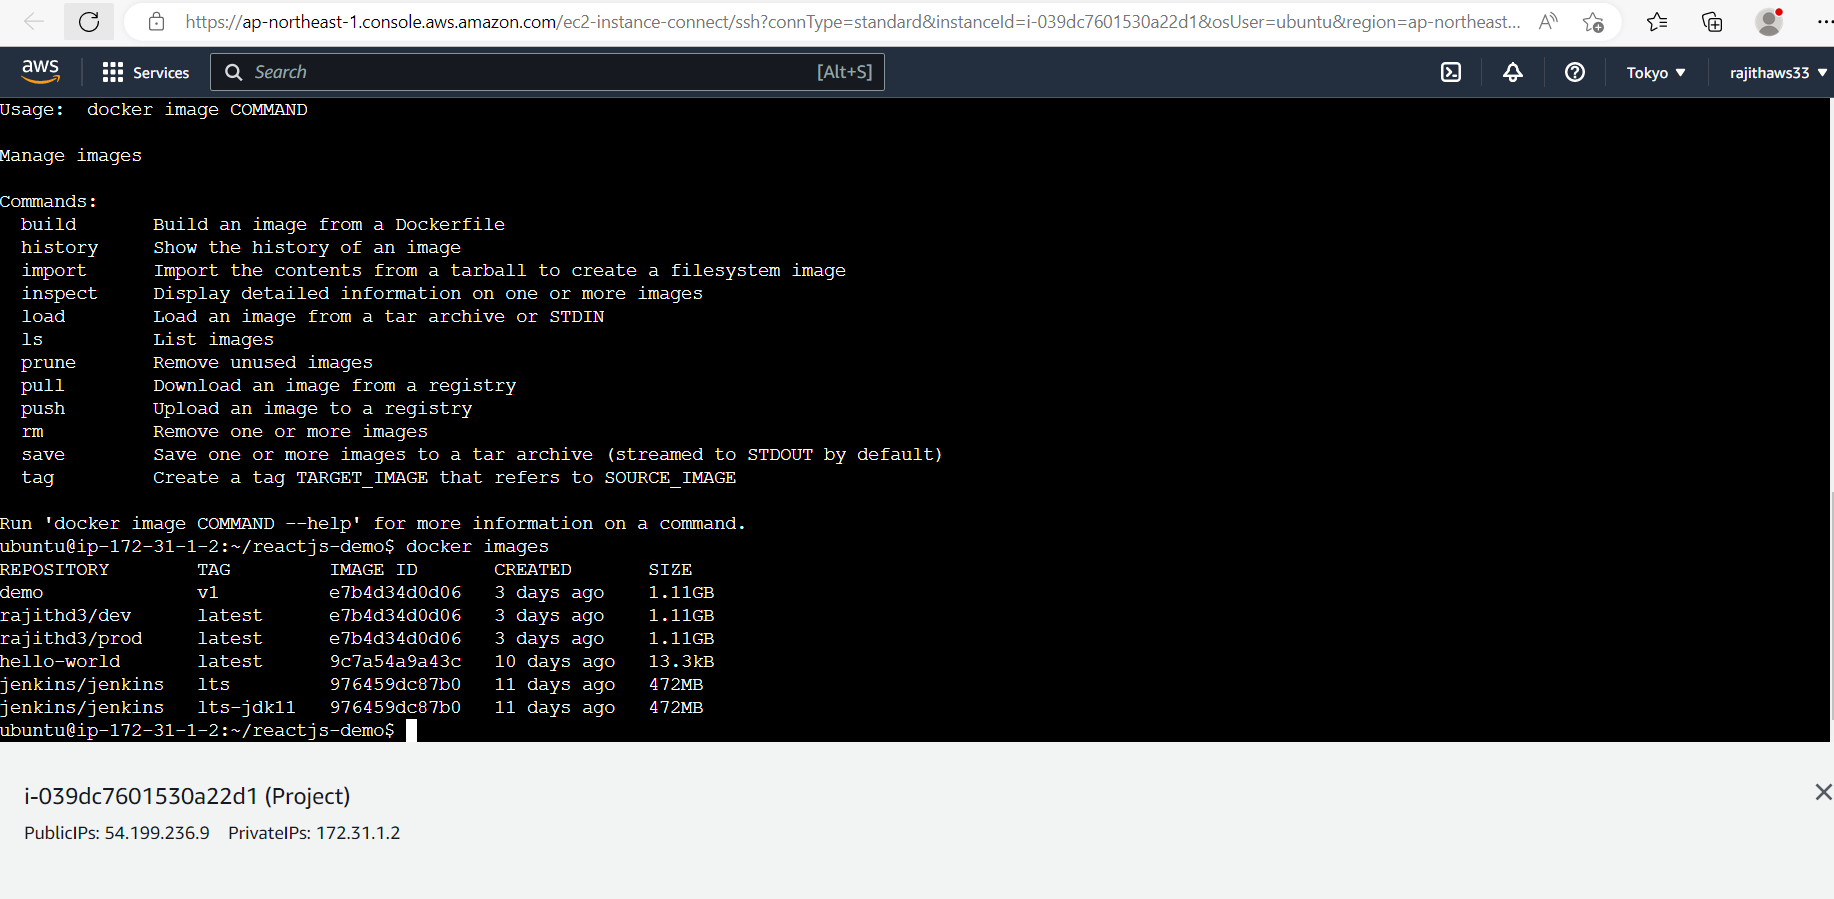 https://ap-northeast-1.console.aws.amazon.com/ec2-instance-connect/ssh?connType=standard&instanceId=i-039dc7601530a22d1&osUser=ubuntu&region=ap-northeast...
aws Services Search [Alt+S] Tokyo rajithaws33
Usage:  docker image COMMAND
Manage images
Commands:
build Build an image from a Dockerfile
history Show the history of an image
import Import the contents from a tarball to create a filesystem image
inspect Display detailed information on one or more images
load Load an image from a tar archive or STDIN
ls List images
prune Remove unused images
pull Download an image from a registry
push Upload an image to a registry
rm Remove one or more images
save Save one or more images to a tar archive (streamed to STDOUT by default)
tag Create a tag TARGET_IMAGE that refers to SOURCE_IMAGE
Run 'docker image COMMAND --help' for more information on a command.
ubuntu@ip-172-31-1-2:~/reactjs-demo$ docker images
REPOSITORY TAG IMAGE ID CREATED SIZE
demo v1 e7b4d34d0d06 3 days ago 1.11GB
rajithd3/dev latest e7b4d34d0d06 3 days ago 1.11GB
rajithd3/prod latest e7b4d34d0d06 3 days ago 1.11GB
hello-world latest 9c7a54a9a43c 10 days ago 13.3kB
jenkins/jenkins lts 976459dc87b0 11 days ago 472MB
jenkins/jenkins lts-jdk11 976459dc87b0 11 days ago 472MB
ubuntu@ip-172-31-1-2:~/reactjs-demo$
i-039dc7601530a22d1 (Project)
PublicIPs: 54.199.236.9 PrivateIPs: 172.31.1.2